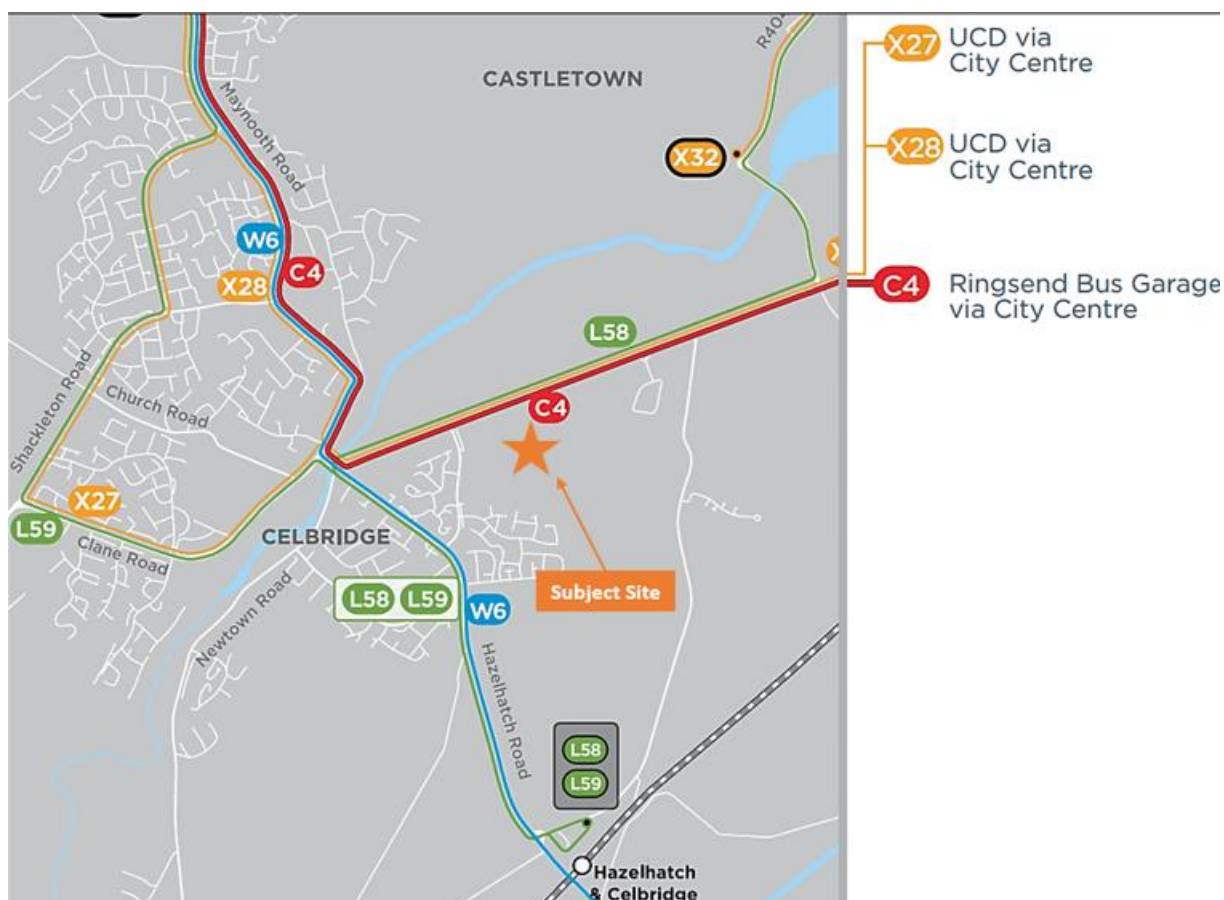 CASTLETOWN
R404
Maynooth Road
X32
W6
C4
X28
L58
Shackleton Road
Church Road
C4
X27
L59
Clane Road
CELBRIDGE
Subject Site
L58 L59
W6
Newtown Road
Hazelhatch Road
L58
L59
Hazelhatch
& Celbridge
X27 UCD via
City Centre
X28 UCD via
City Centre
C4 Ringsend Bus Garage
via City Centre